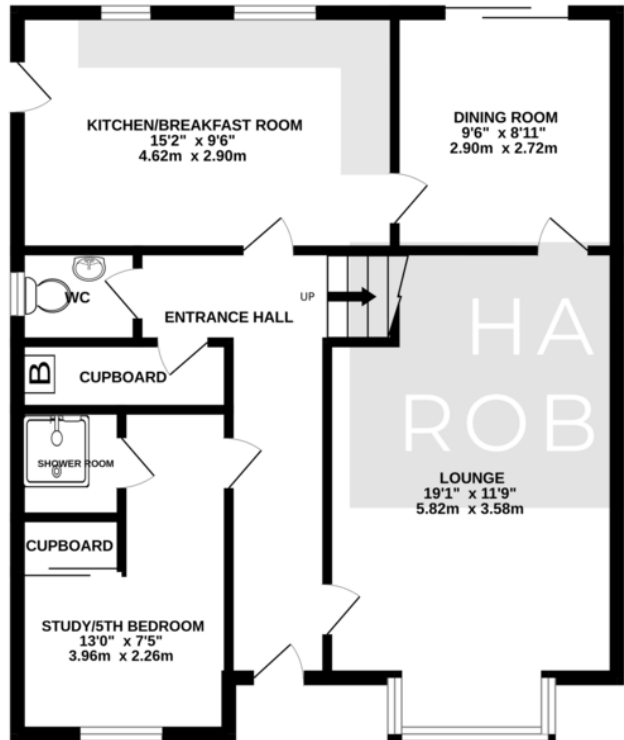 KITCHEN/BREAKFAST ROOM
15'2" x 9'6"
4.62m x 2.90m
DINING ROOM
9'6" x 8'11"
2.90m x 2.72m
WC
UP
ENTRANCE HALL
HA
ROB
B
CUPBOARD
SHOWER ROOM
LOUNGE
19'1" x 11'9"
5.82m x 3.58m
CUPBOARD
STUDY/5TH BEDROOM
13'0" x 7'5"
3.96m x 2.26m